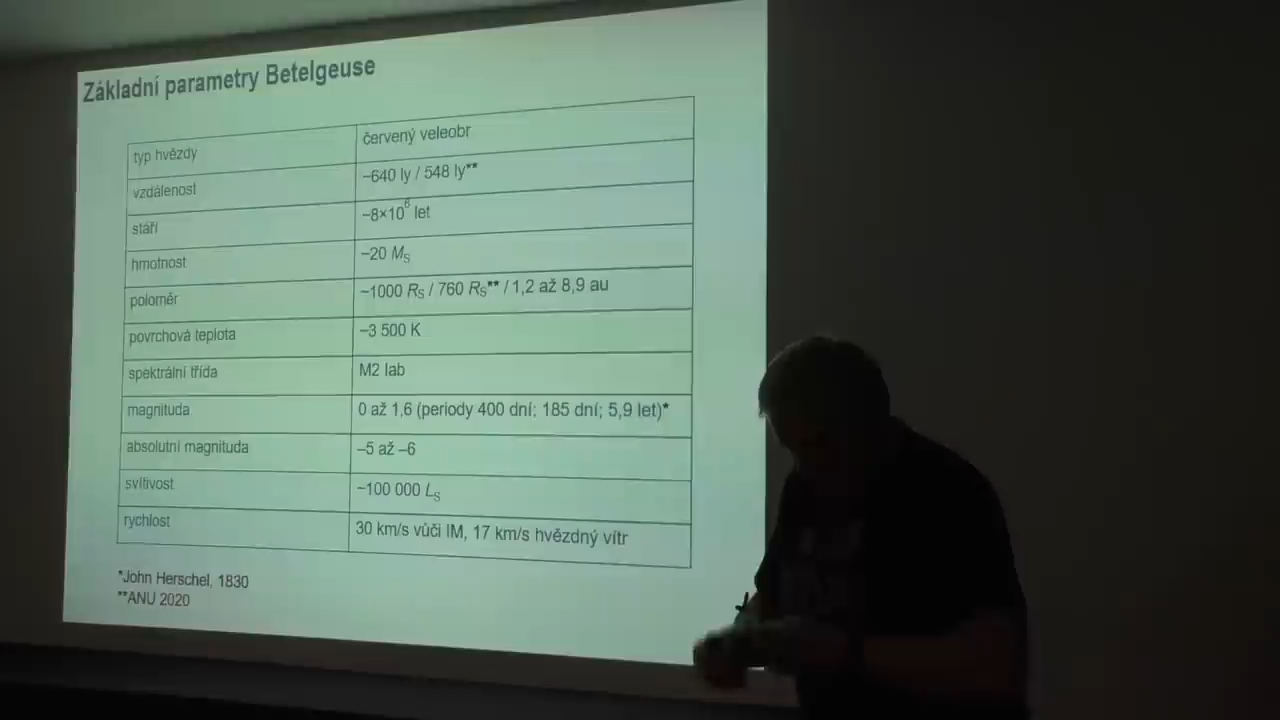 Základní parametry Betelgeuse
typ hvězdy červený veleobr
vzdálenost ~640 ly / 548 ly**
stáří ~8×10⁶ let
hmotnost ~20 MS
poloměr ~1000 RS / 760 RS** / 1,2 až 8,9 au
povrchová teplota ~3 500 K
spektrální třída M2 Iab
magnituda 0 až 1,6 (periody 400 dní; 185 dní; 5,9 let)*
absolutní magnituda –5 až –6
svítivost ~100 000 LS
rychlost 30 km/s vůči IM, 17 km/s hvězdný vítr
*John Herschel, 1830
**ANU 2020